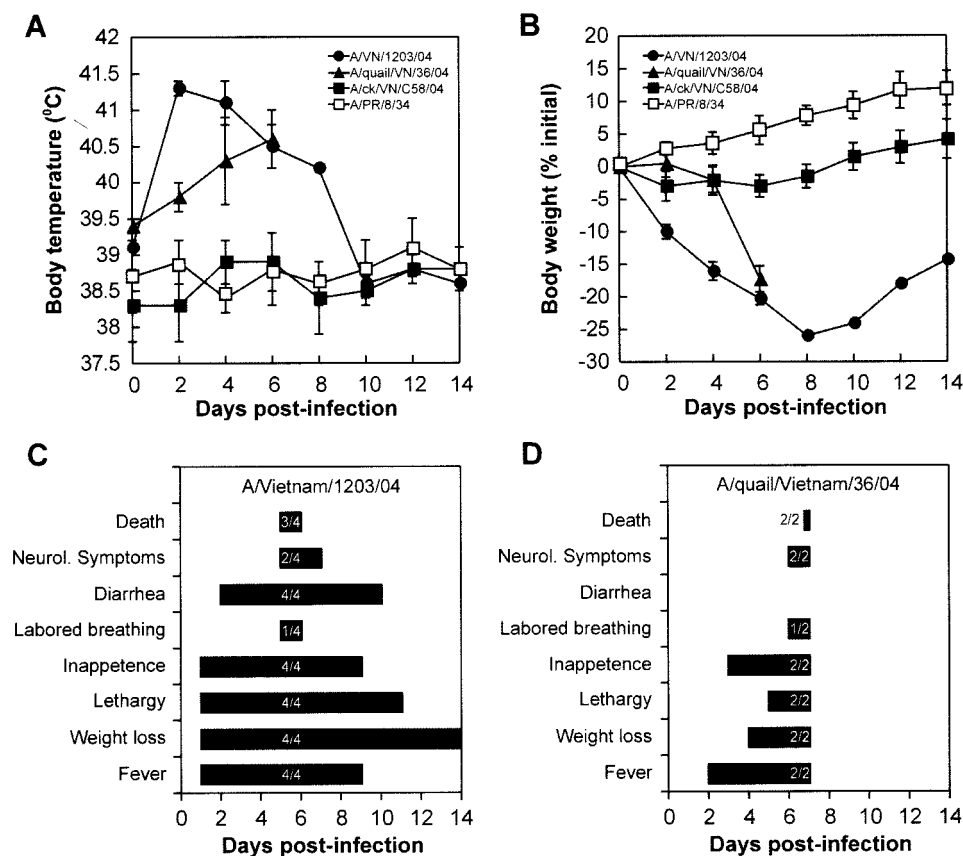 A
Body temperature (⁰C)
42
41.5
41
40.5
40
39.5
39
38.5
38
37.5
A/VN/1203/04
A/quail/VN/36/04
A/ck/VN/C58/04
A/PR/8/34
0 2 4 6 8 10 12 14
Days post-infection
B
Body weight (% initial)
20
15
10
5
0
-5
-10
-15
-20
-25
-30
A/VN/1203/04
A/quail/VN/36/04
A/ck/VN/C58/04
A/PR/8/34
0 2 4 6 8 10 12 14
Days post-infection
C
A/Vietnam/1203/04
Death 3/4
Neurol. Symptoms 2/4
Diarrhea 4/4
Labored breathing 1/4
Inappetence 4/4
Lethargy 4/4
Weight loss 4/4
Fever 4/4
0 2 4 6 8 10 12 14
Days post-infection
D
A/quail/Vietnam/36/04
Death 2/2
Neurol. Symptoms 2/2
Diarrhea
Labored breathing 1/2
Inappetence 2/2
Lethargy 2/2
Weight loss 2/2
Fever 2/2
0 2 4 6 8 10 12 14
Days post-infection